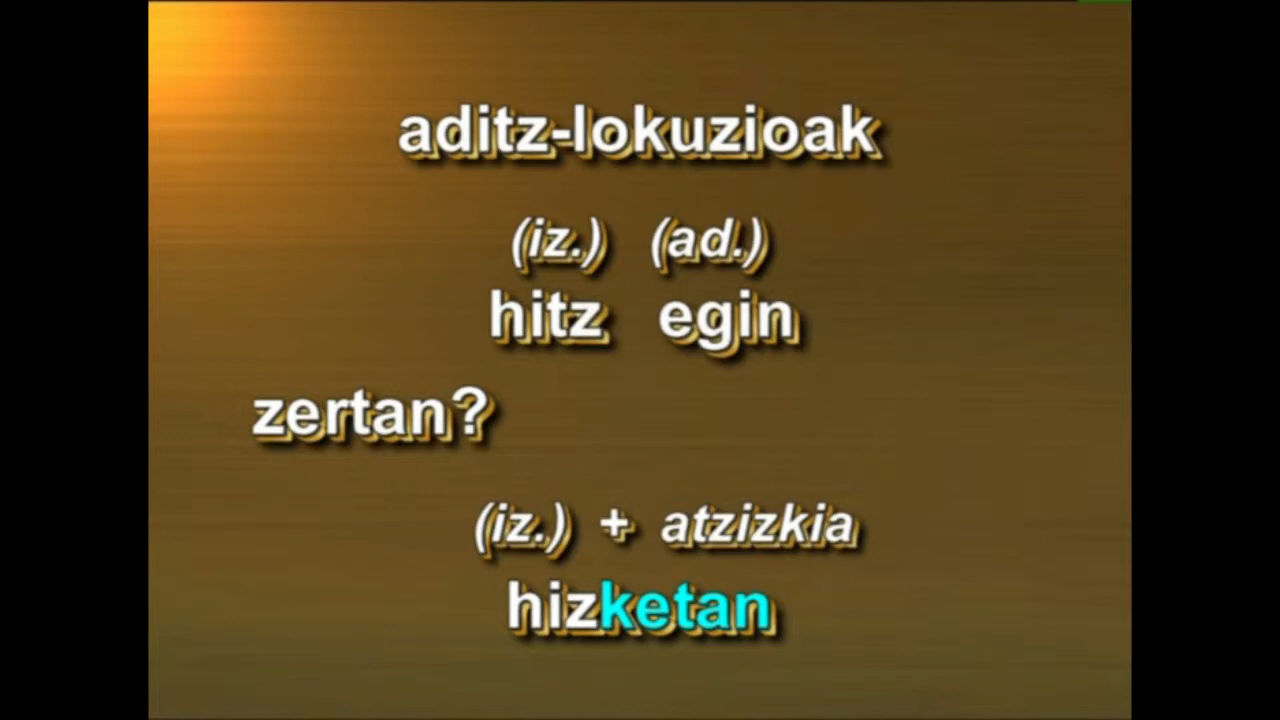 aditz-lokuzioak
(iz.) (ad.)
hitz egin
zertan?
(iz.) + atzizkia
hizketan